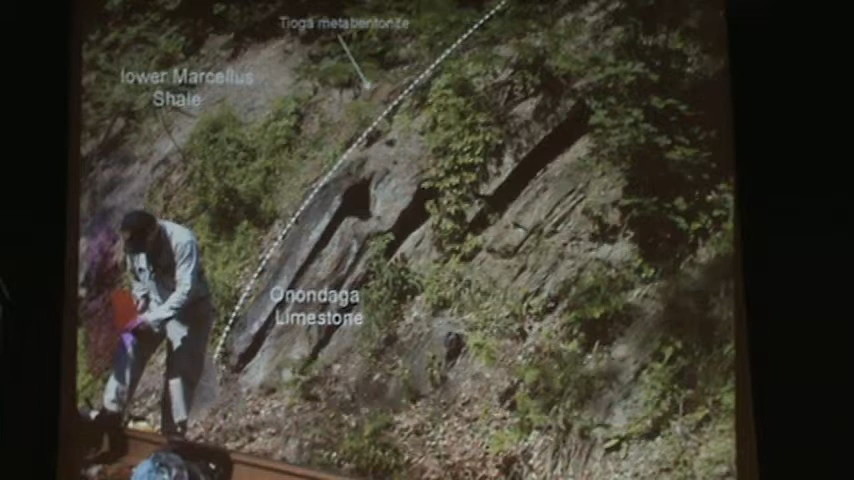 Tioga metabentonite
lower Marcellus
Shale
Onondaga
Limestone